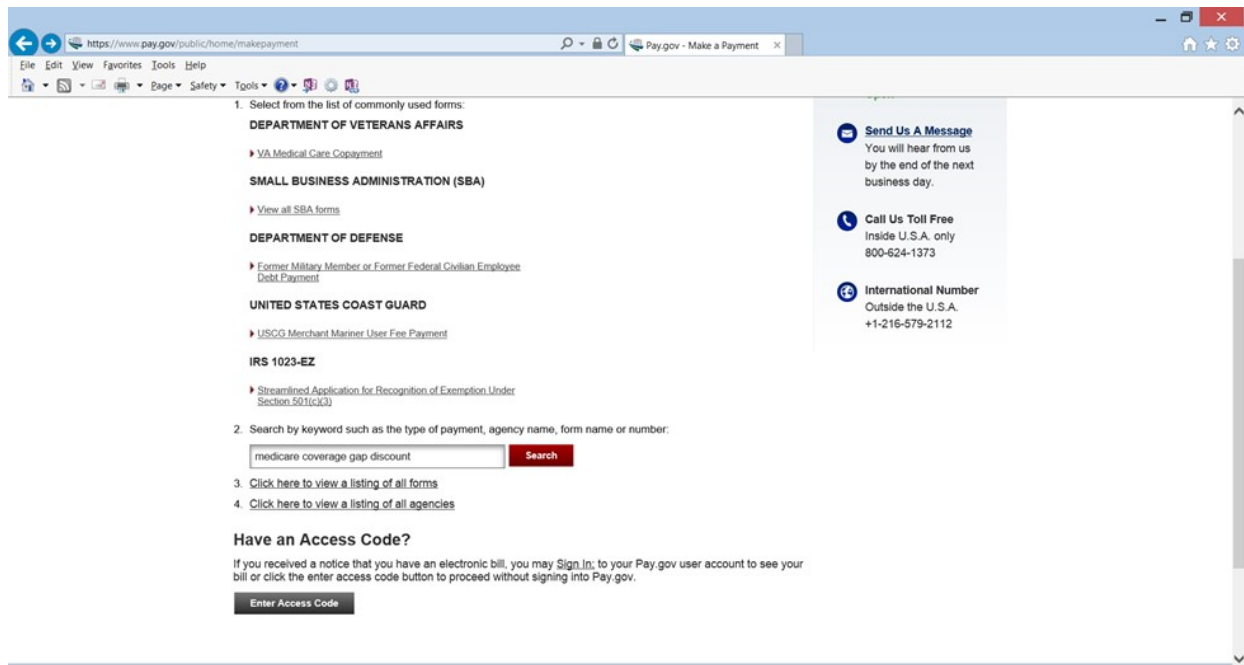 https://www.pay.gov/public/home/makepayment
Pay.gov - Make a Payment
File Edit View Favorites Tools Help
Page Safety Tools
1. Select from the list of commonly used forms:
DEPARTMENT OF VETERANS AFFAIRS
VA Medical Care Copayment
SMALL BUSINESS ADMINISTRATION (SBA)
View all SBA forms
DEPARTMENT OF DEFENSE
Former Military Member or Former Federal Civilian Employee
Debt Payment
UNITED STATES COAST GUARD
USCG Merchant Mariner User Fee Payment
IRS 1023-EZ
Streamlined Application for Recognition of Exemption Under
Section 501(c)(3)
2. Search by keyword such as the type of payment, agency name, form name or number:
medicare coverage gap discount
Search
3. Click here to view a listing of all forms
4. Click here to view a listing of all agencies
Have an Access Code?
If you received a notice that you have an electronic bill, you may Sign In: to your Pay.gov user account to see your
bill or click the enter access code button to proceed without signing into Pay.gov.
Enter Access Code
Send Us A Message
You will hear from us
by the end of the next
business day.
Call Us Toll Free
Inside U.S.A. only
800-624-1373
International Number
Outside the U.S.A.
+1-216-579-2112